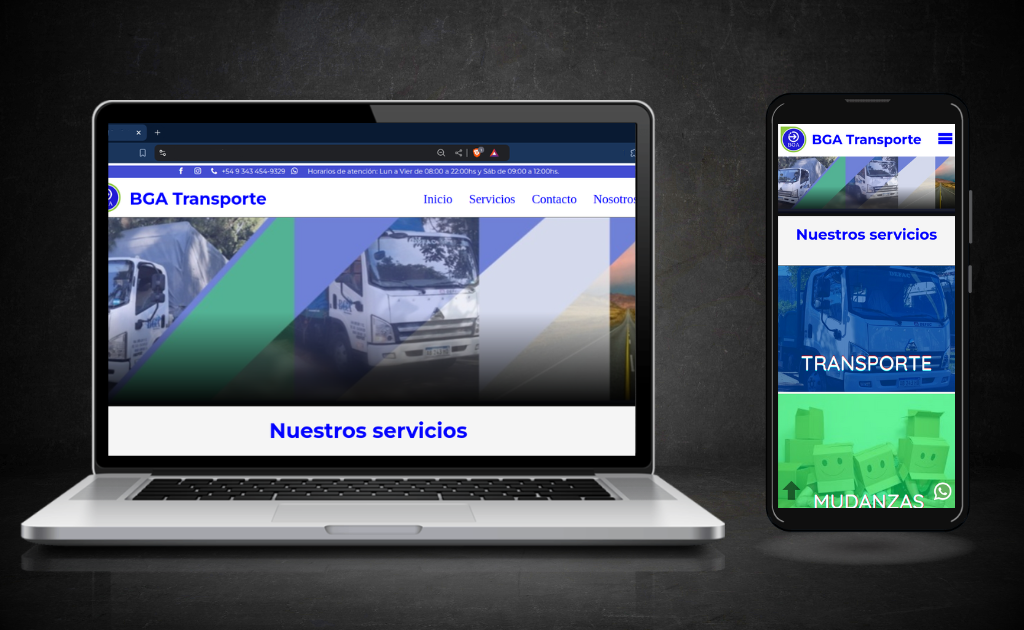 +54 9 343 454-9329 Horarios de atención: Lun a Vier de 08:00 a 22:00hs y Sáb de 09:00 a 12:00hs.
BGA Transporte
Inicio Servicios Contacto Nosotros
Nuestros servicios
BGA
BGA Transporte
Nuestros servicios
TRANSPORTE
MUDANZAS